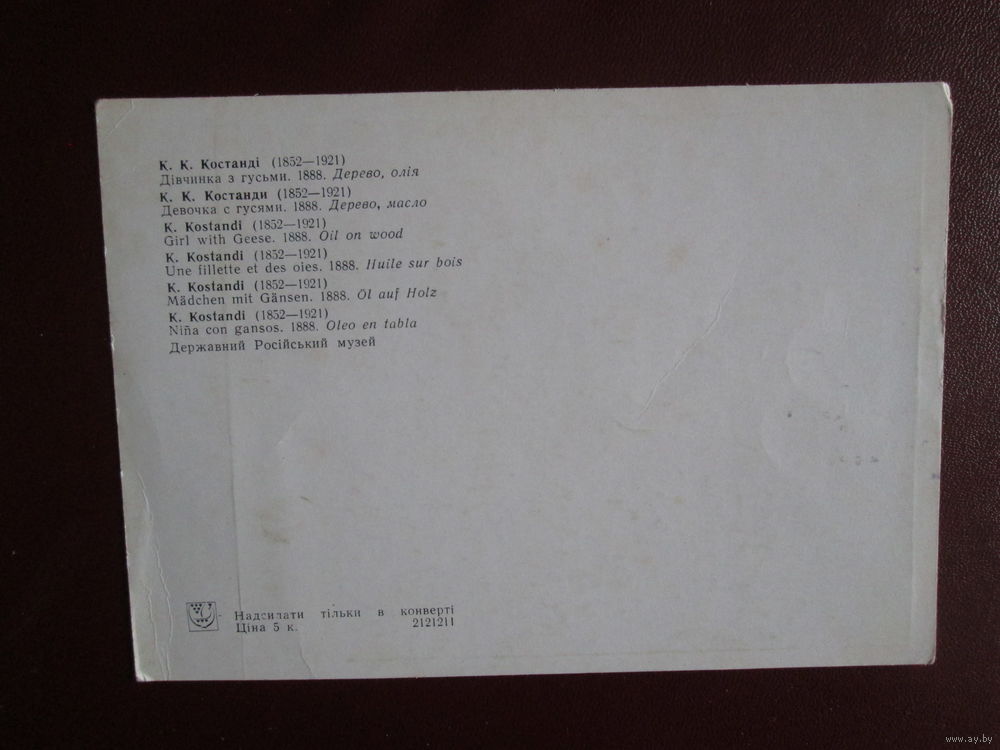 К. К. Костанді (1852—1921)
Дівчинка з гусьми. 1888. Дерево, олія
К. К. Костанди (1852—1921)
Девочка с гусями. 1888. Дерево, масло
K. Kostandi (1852—1921)
Girl with Geese. 1888. Oil on wood
K. Kostandi (1852—1921)
Une fillette et des oies. 1888. Huile sur bois
K. Kostandi (1852—1921)
Mädchen mit Gänsen. 1888. Öl auf Holz
K. Kostandi (1852—1921)
Niña con gansos. 1888. Oleo en tabla
Державний Російський музей
Надсилати тільки в конверті
Ціна 5 к. 2121211
www.ay.by